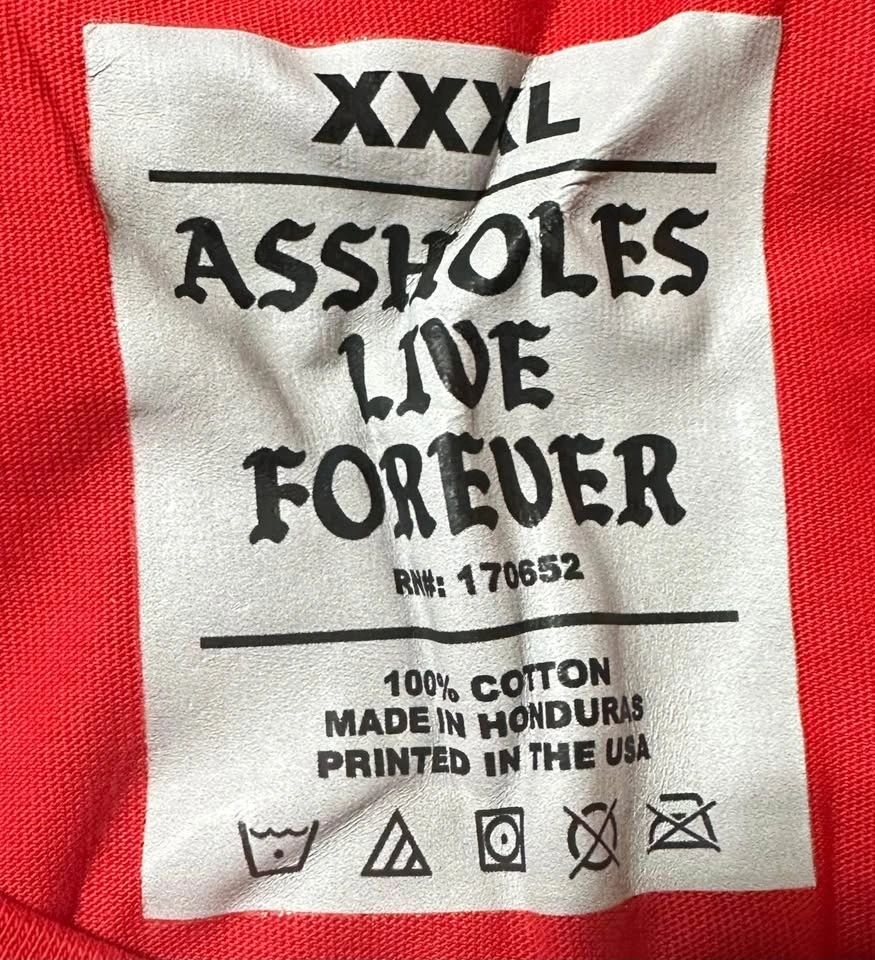 XXXL
ASSHOLES
LIVE
FOREVER
RN#: 170652
100% COTTON
MADE IN HONDURAS
PRINTED IN THE USA